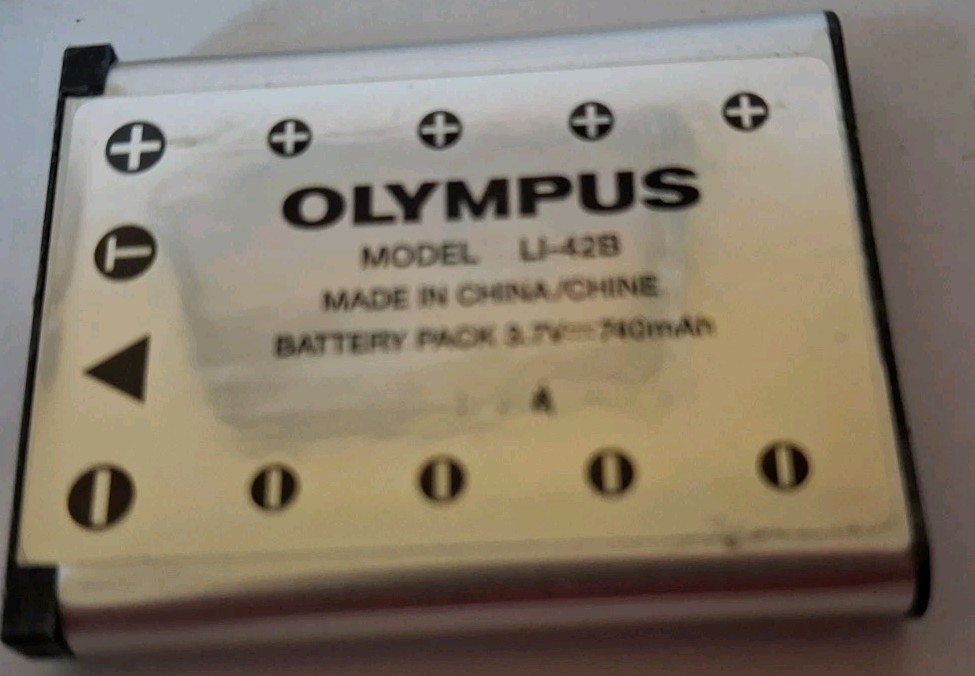 OLYMPUS
MODEL LI-42B
MADE IN CHINA/CHINE
BATTERY PACK 3.7V⎓740mAh
A
T